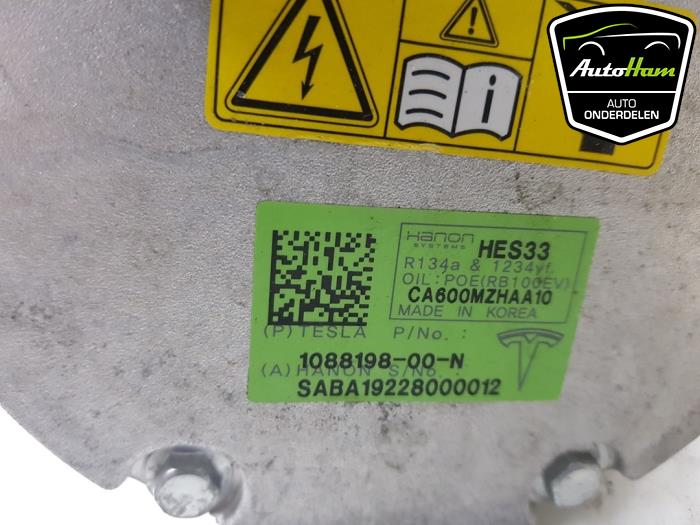 AutoHam
AUTO
ONDERDELEN
Hanon
SYSTEMS
HES33
R134a & 1234yf.
OIL:POE(RB100EV)
CA600MZHAA10
MADE IN KOREA
(P)TESLA P/No.:
1088198-00-N
(A)HANON S/No.:
SABA19228000012